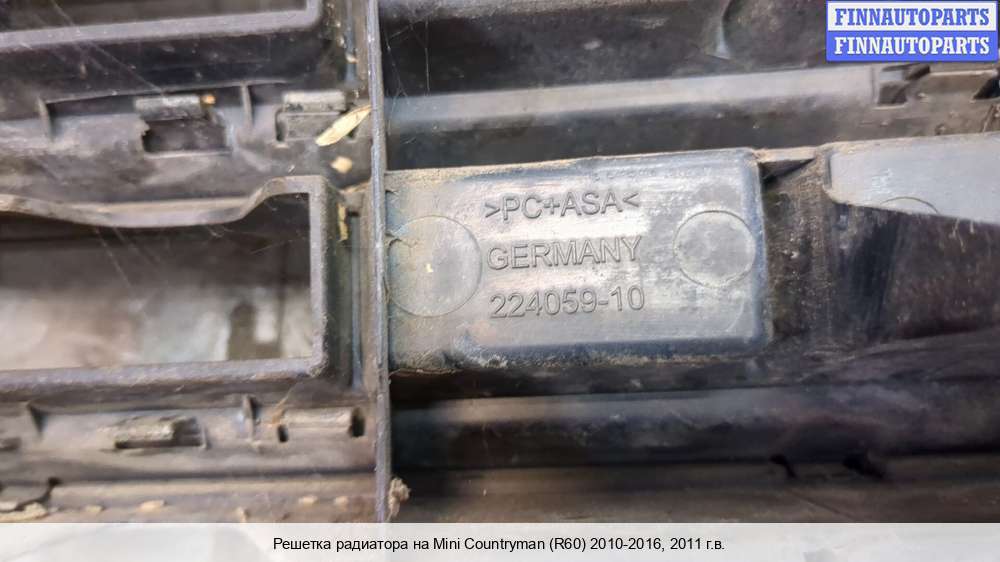 FINNAUTOPARTS
FINNAUTOPARTS
>PC+ASA<
GERMANY
224059-10
Решетка радиатора на Mini Countryman (R60) 2010-2016, 2011 г.в.